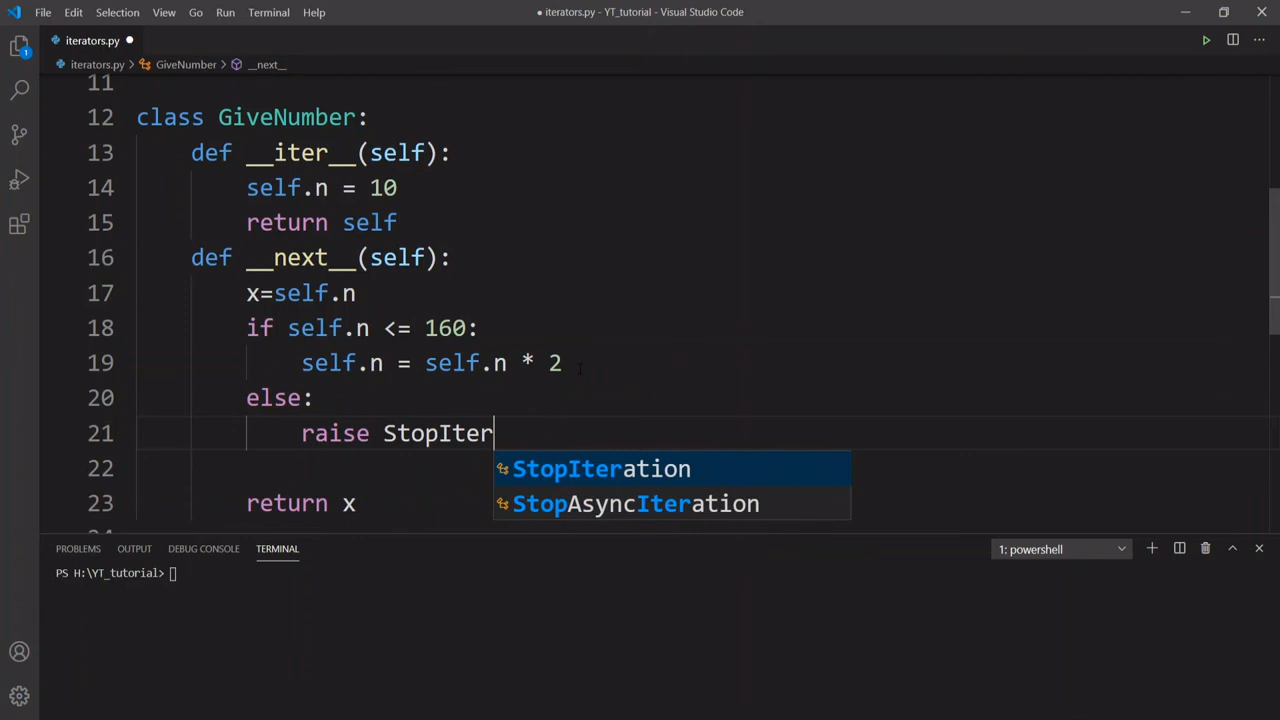 File Edit Selection View Go Run Terminal Help ● iterators.py - YT_tutorial - Visual Studio Code
iterators.py ●
iterators.py > GiveNumber > __next__
11
12 class GiveNumber:
13 def __iter__(self):
14 self.n = 10
15 return self
16 def __next__(self):
17 x=self.n
18 if self.n <= 160:
19 self.n = self.n * 2
20 else:
21 raise StopIter
22 StopIteration
StopAsyncIteration
23 return x
PROBLEMS OUTPUT DEBUG CONSOLE TERMINAL 1: powershell
PS H:\YT_tutorial>
1